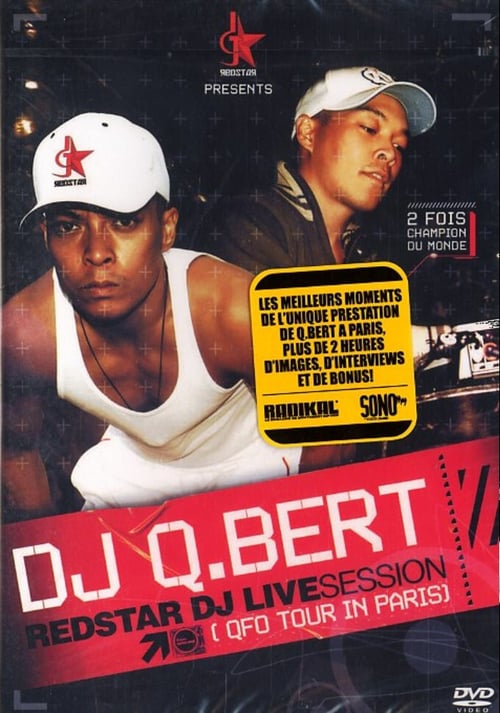 REDSTAR
PRESENTS
REDSTAR
2 FOIS
CHAMPION
DU MONDE
LES MEILLEURS MOMENTS
DE L'UNIQUE PRESTATION
DE Q.BERT A PARIS,
PLUS DE 2 HEURES
D'IMAGES, D'INTERVIEWS
ET DE BONUS!
RADIKAL SONO
DJ Q.BERT
REDSTAR DJ LIVESESSION
[ QFO TOUR IN PARIS]
DVD
VIDEO